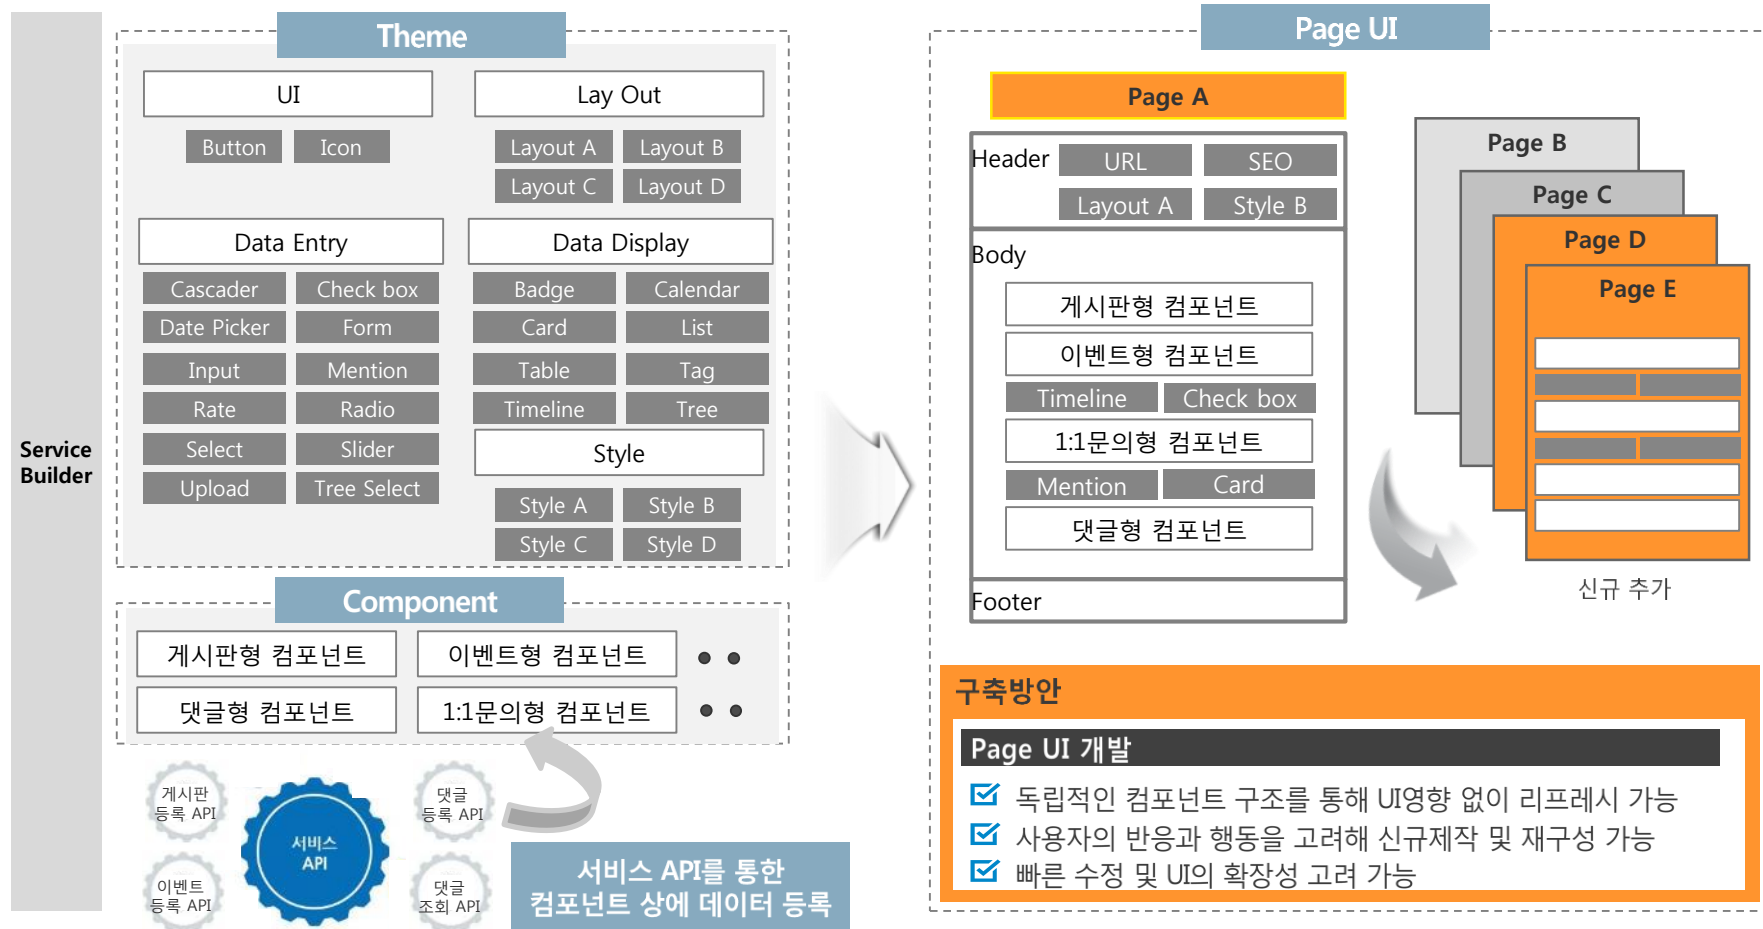 Service
Builder
Theme
UI
Button
Icon
Lay Out
Layout A
Layout B
Layout C
Layout D
Data Entry
Cascader
Check box
Date Picker
Form
Input
Mention
Rate
Radio
Select
Slider
Upload
Tree Select
Data Display
Badge
Calendar
Card
List
Table
Tag
Timeline
Tree
Style
Style A
Style B
Style C
Style D
Component
게시판형 컴포넌트
이벤트형 컴포넌트
댓글형 컴포넌트
1:1문의형 컴포넌트
게시판
등록 API
서비스
API
댓글
등록 API
이벤트
등록 API
댓글
조회 API
서비스 API를 통한
컴포넌트 상에 데이터 등록
Page UI
Page A
Header
URL
SEO
Layout A
Style B
Body
게시판형 컴포넌트
이벤트형 컴포넌트
Timeline
Check box
1:1문의형 컴포넌트
Mention
Card
댓글형 컴포넌트
Footer
Page B
Page C
Page D
Page E
신규 추가
구축방안
Page UI 개발
독립적인 컴포넌트 구조를 통해 UI영향 없이 리프레시 가능
사용자의 반응과 행동을 고려해 신규제작 및 재구성 가능
빠른 수정 및 UI의 확장성 고려 가능